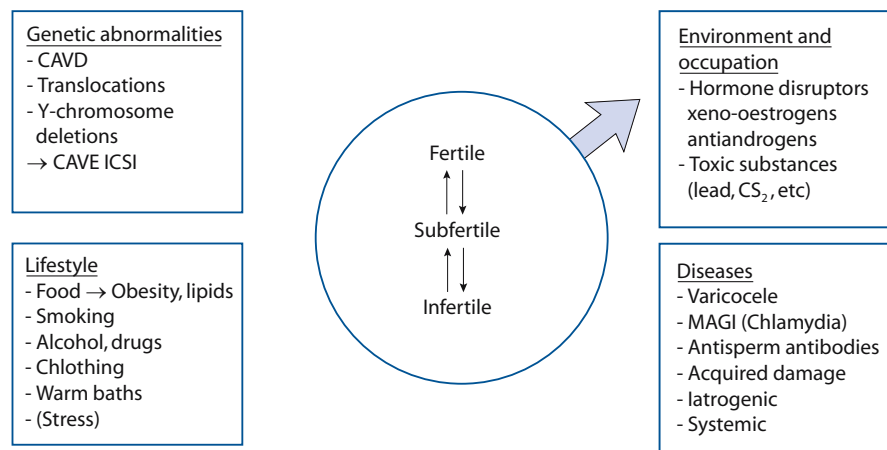 Genetic abnormalities
- CAVD
- Translocations
- Y-chromosome
deletions
→ CAVE ICSI
Lifestyle
- Food → Obesity, lipids
- Smoking
- Alcohol, drugs
- Chlothing
- Warm baths
- (Stress)
Fertile
Subfertile
Infertile
Environment and
occupation
- Hormone disruptors
xeno-oestrogens
antiandrogens
- Toxic substances
(lead, CS₂, etc)
Diseases
- Varicocele
- MAGI (Chlamydia)
- Antisperm antibodies
- Acquired damage
- Iatrogenic
- Systemic